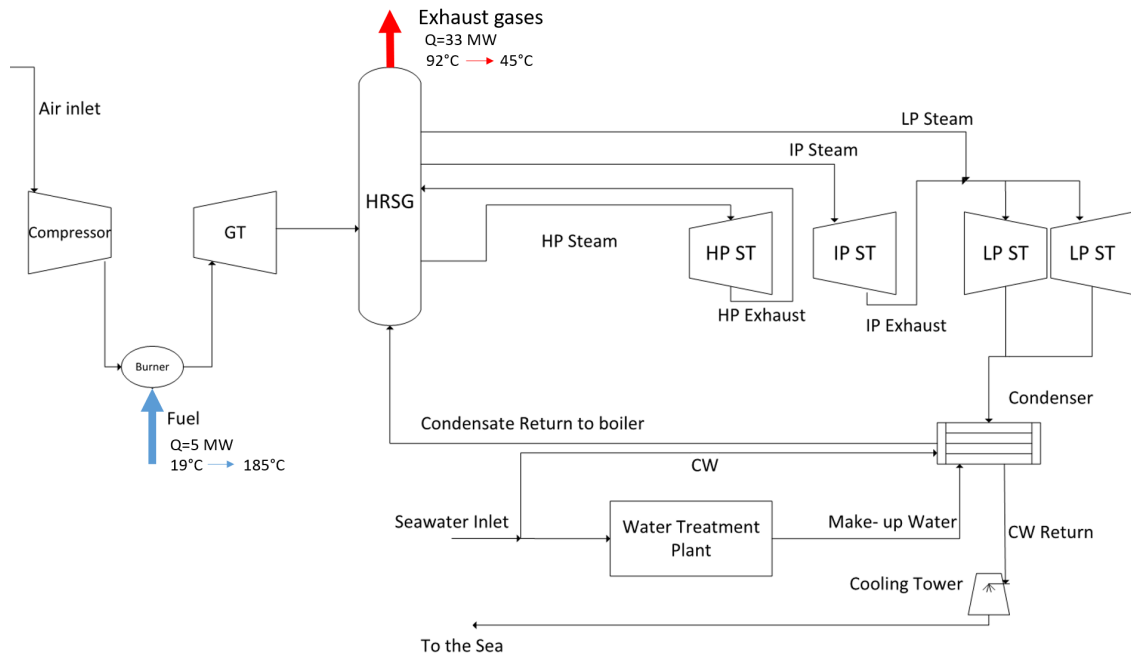 Exhaust gases
Q=33 MW
92°C → 45°C
Air inlet
LP Steam
IP Steam
HRSG
Compressor
GT
HP Steam
HP ST
IP ST
LP ST
LP ST
HP Exhaust
IP Exhaust
Burner
Fuel
Q=5 MW
19°C → 185°C
Condenser
Condensate Return to boiler
CW
Seawater Inlet
Water Treatment
Plant
Make- up Water
CW Return
Cooling Tower
To the Sea